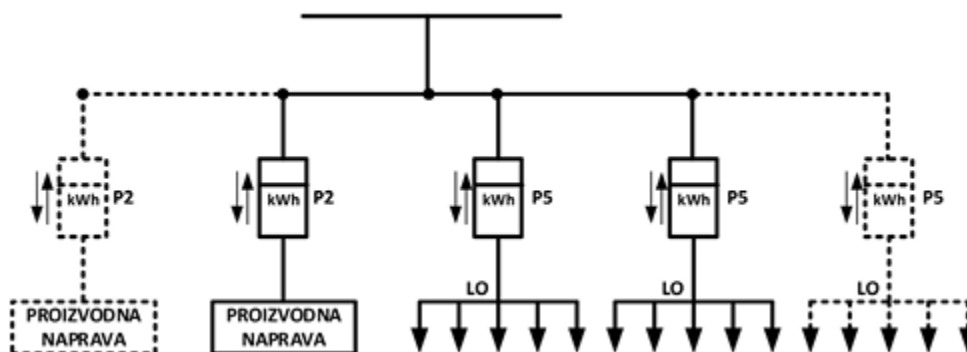 kWh P2 kWh P2 kWh P5 kWh P5 kWh P5
LO LO LO
PROIZVODNA PROIZVODNA
NAPRAVA NAPRAVA